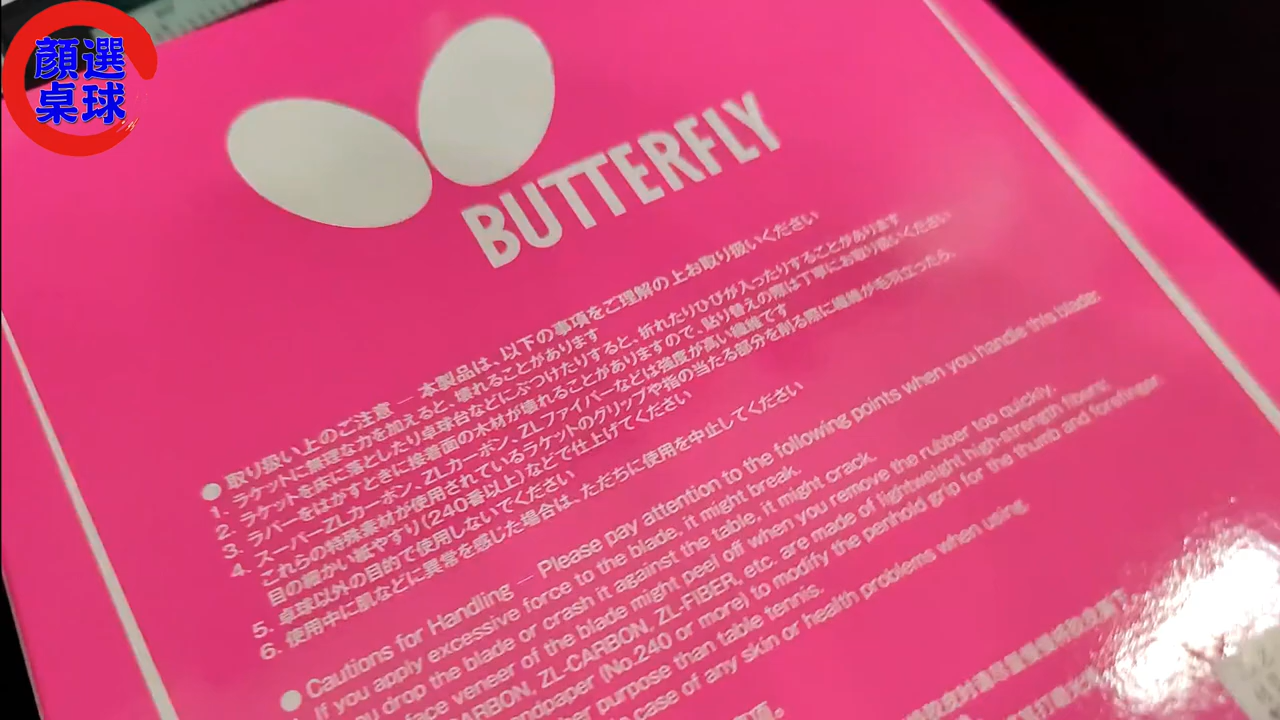 顏選
桌球
BUTTERFLY
● 取り扱い上のご注意 — 本製品は、以下の事項をご理解の上お取り扱いください
1. ラケットに無理な力を加えると、壊れることがあります
2. ラケットを床に落としたり卓球台などにぶつけたりすると、折れたりひびが入ったりすることがあります
3. ラバーをはがすときに接着面の木材が壊れることがありますので、貼り替えの際は丁寧にお取り扱いください
4. スーパーZLカーボン、ZLカーボン、ZLファイバーなどは強度が高い繊維です
これらの特殊素材が使用されているラケットのグリップや指の当たる部分を削る際に繊維が毛羽立ったら、
目の細かい紙やすり(240番以上)などで仕上げてください
5. 卓球以外の目的で使用しないでください
6. 使用中に肌などに異常を感じた場合は、ただちに使用を中止してください
● Cautions for Handling — Please pay attention to the following points when you handle this blade.
If you apply excessive force to the blade, it might break.
you drop the blade or crash it against the table, it might crack.
face veneer of the blade might peel off when you remove the rubber too quickly.
CARBON, ZL-CARBON, ZL-FIBER, etc. are made of lightweight high-strength fibers;
sandpaper (No.240 or more) to modify the penhold grip for the thumb and forefinger.
other purpose than table tennis.
case of any skin or health problems when using.